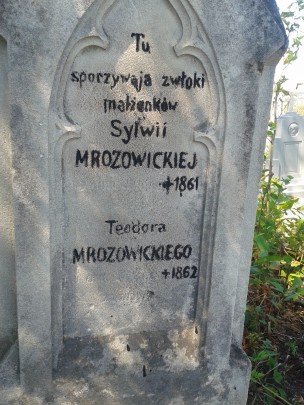 Tu
spoczywają zwłoki
małżonków
Sylwii
MROZOWICKIEJ
+1861
Teodora
MROZOWICKIEGO
+1862